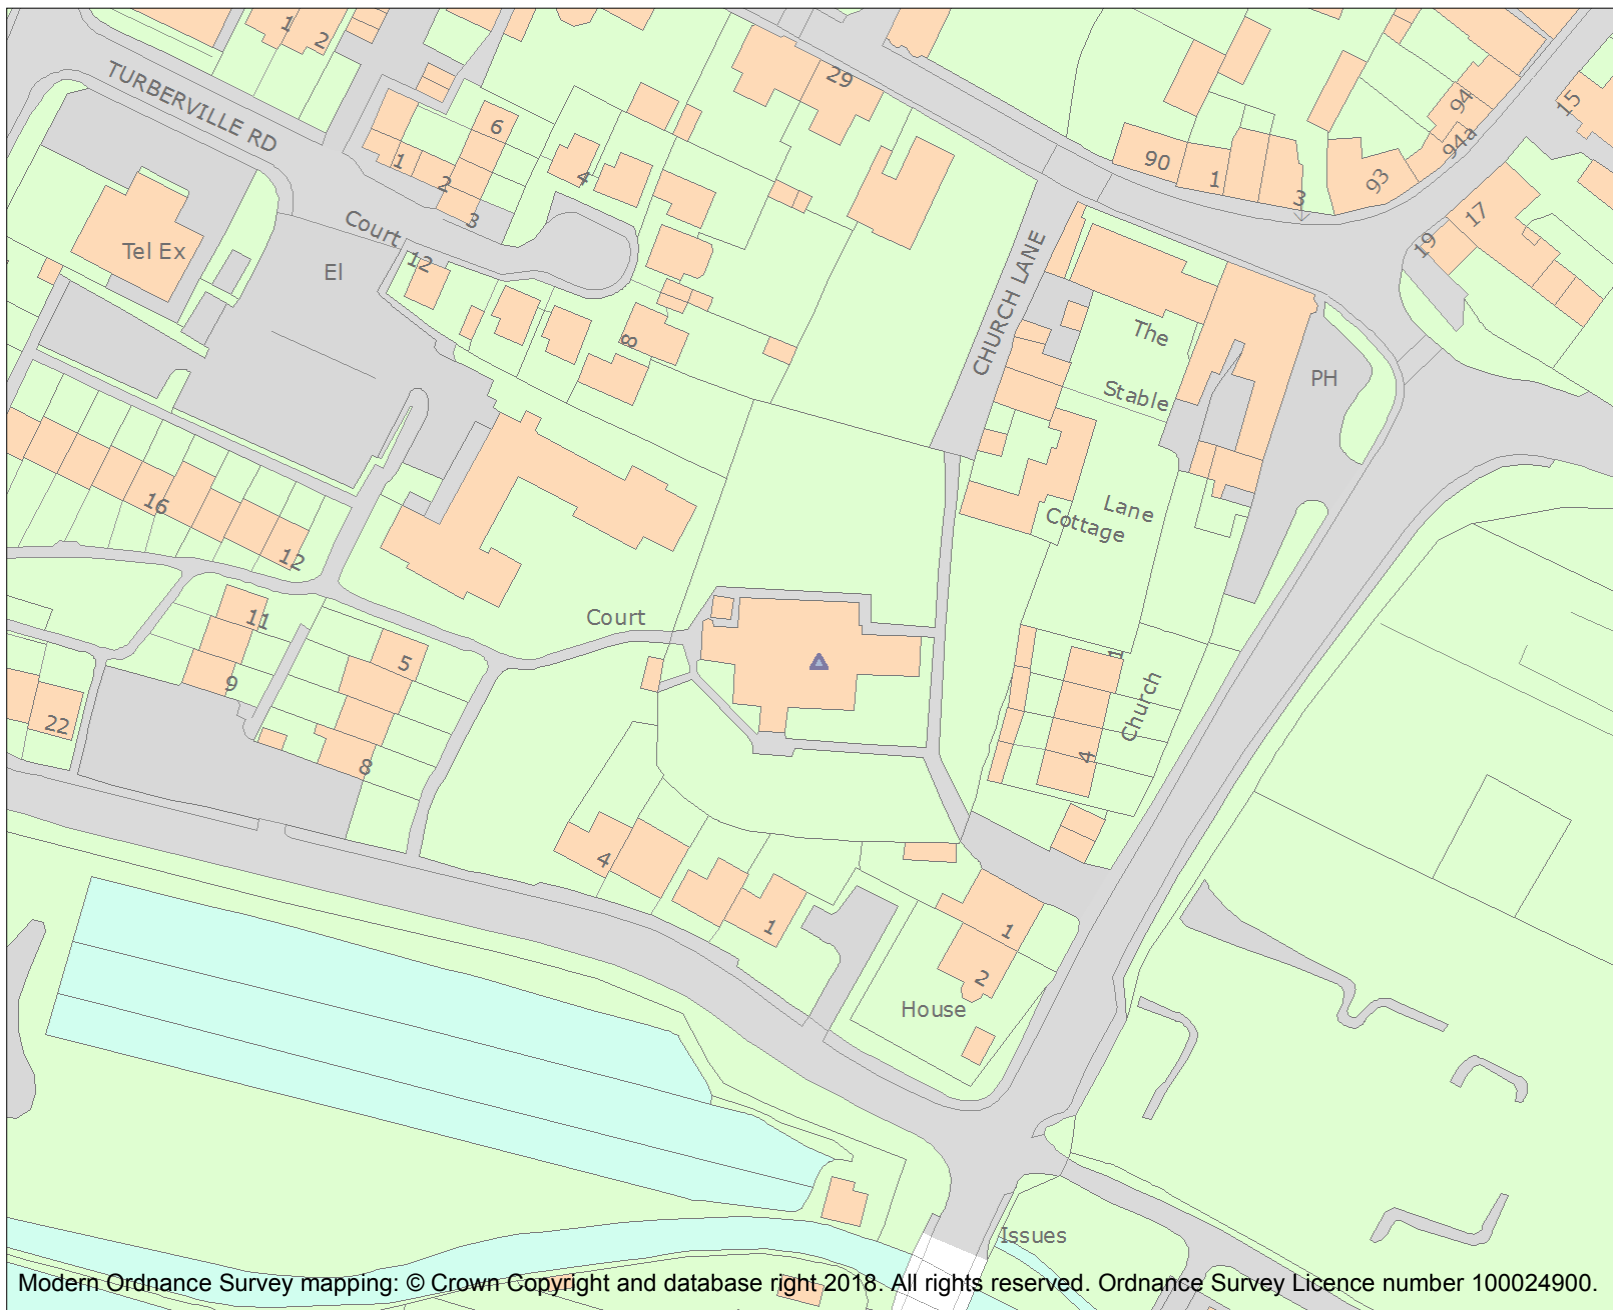 1
2
TURBERVILLE RD
29
6
1
2
3
4
90
1
3
93
94
94a
15
17
19
Tel Ex
El
Court
12
8
CHURCH LANE
The
Stable
PH
Lane
Cottage
16
12
11
9
5
8
22
Court
1
Church
4
4
1
1
2
House
Issues
Modern Ordnance Survey mapping: © Crown Copyright and database right 2018. All rights reserved. Ordnance Survey Licence number 100024900.